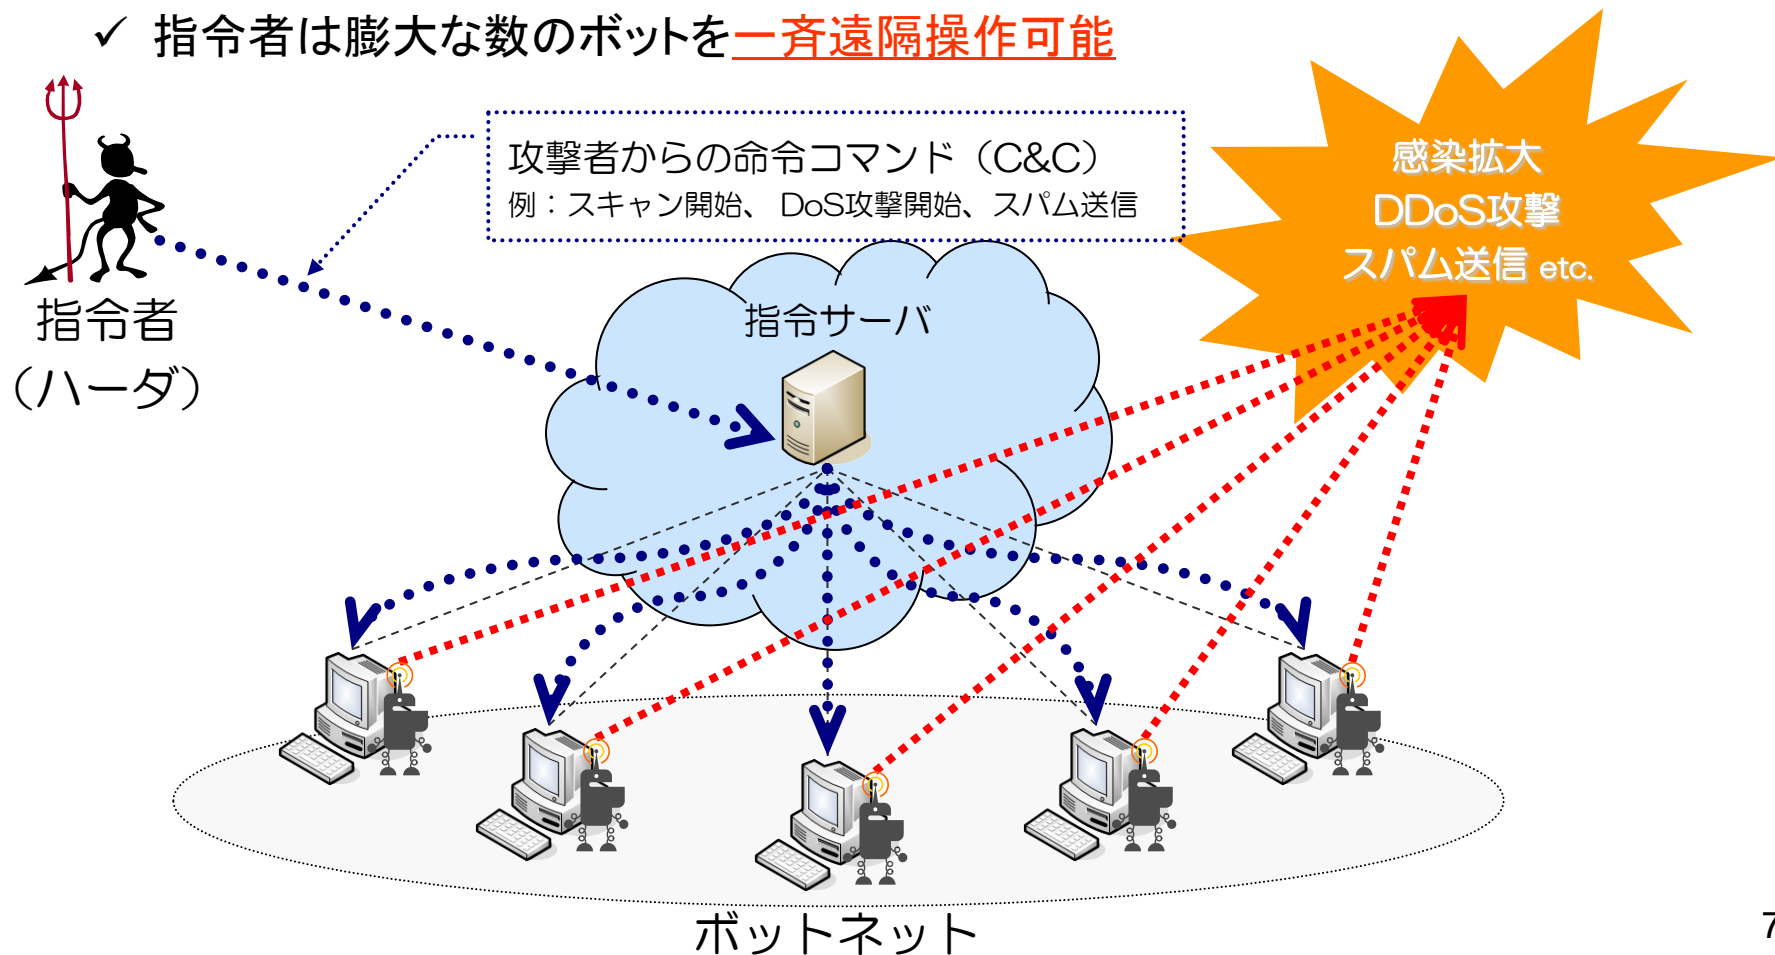 ✓ 指令者は膨大な数のボットを一斉遠隔操作可能
攻撃者からの命令コマンド（C&C）
例：スキャン開始、DoS攻撃開始、スパム送信
感染拡大
DDoS攻撃
スパム送信 etc.
指令者
（ハーダ）
指令サーバ
ボットネット
7